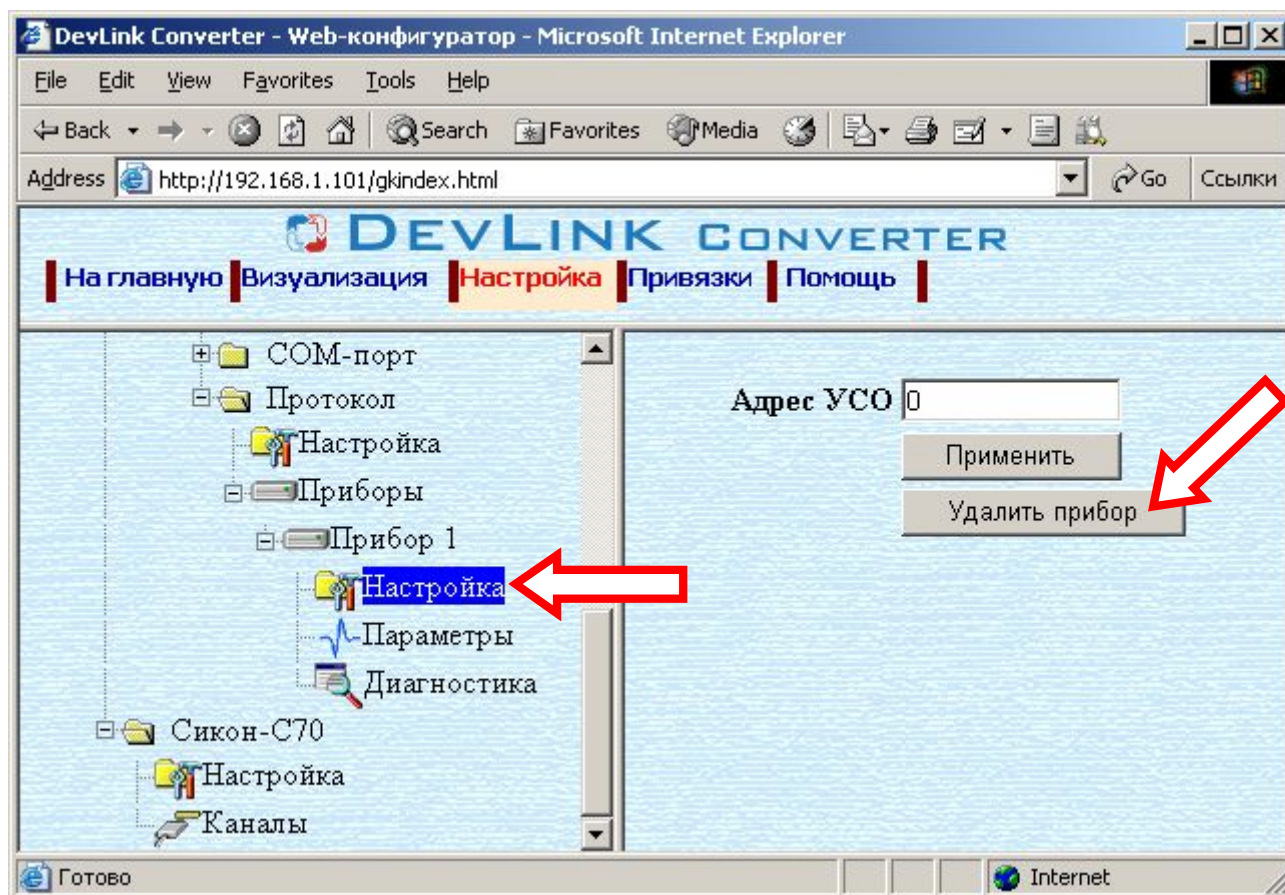 DevLink Converter - Web-конфигуратор - Microsoft Internet Explorer
File Edit View Favorites Tools Help
Back Search Favorites Media
Address http://192.168.1.101/gkindex.html Go Ссылки
DEVLINK CONVERTER
На главную Визуализация Настройка Привязки Помощь
COM-порт
Протокол
Настройка
Приборы
Прибор 1
Настройка
Параметры
Диагностика
Сикон-С70
Настройка
Каналы
Адрес УСО 0
Применить
Удалить прибор
Готово Internet